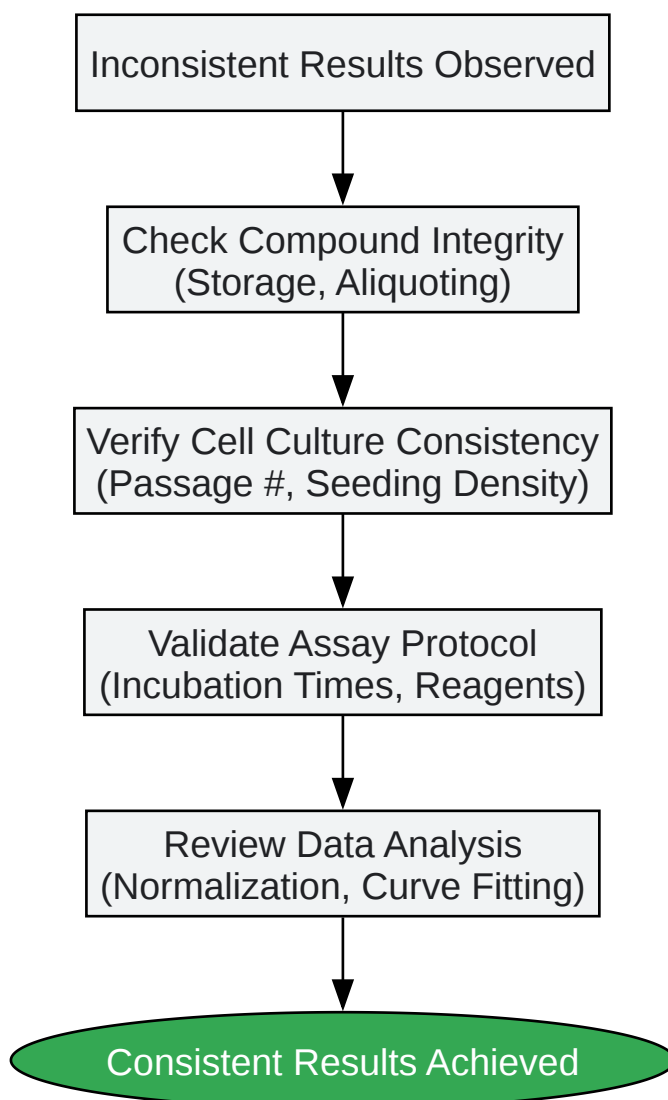 Inconsistent Results Observed
Check Compound Integrity
(Storage, Aliquoting)
Verify Cell Culture Consistency
(Passage #, Seeding Density)
Validate Assay Protocol
(Incubation Times, Reagents)
Review Data Analysis
(Normalization, Curve Fitting)
Consistent Results Achieved